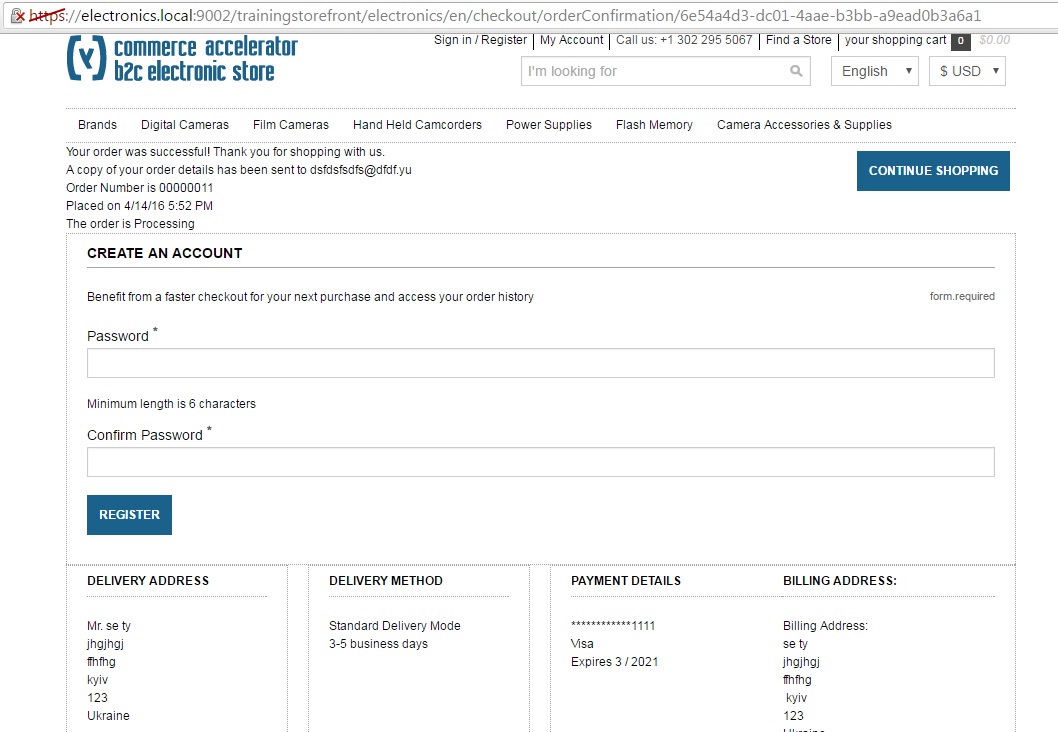 https://electronics.local:9002/trainingstorefront/electronics/en/checkout/orderConfirmation/6e54a4d3-dc01-4aae-b3bb-a9ead0b3a6a1
commerce accelerator
b2c electronic store
Sign in / Register My Account Call us: +1 302 295 5067 Find a Store your shopping cart 0 $0.00
I'm looking for
English
$ USD
Brands Digital Cameras Film Cameras Hand Held Camcorders Power Supplies Flash Memory Camera Accessories & Supplies
Your order was successful! Thank you for shopping with us.
A copy of your order details has been sent to dsfdsfsdfs@dfdf.yu
Order Number is 00000011
Placed on 4/14/16 5:52 PM
The order is Processing
CONTINUE SHOPPING
CREATE AN ACCOUNT
Benefit from a faster checkout for your next purchase and access your order history
form.required
Password *
Minimum length is 6 characters
Confirm Password *
REGISTER
DELIVERY ADDRESS
Mr. se ty
jhgjhgj
ffhfhg
kyiv
123
Ukraine
DELIVERY METHOD
Standard Delivery Mode
3-5 business days
PAYMENT DETAILS
************1111
Visa
Expires 3 / 2021
BILLING ADDRESS:
Billing Address:
se ty
jhgjhgj
ffhfhg
kyiv
123